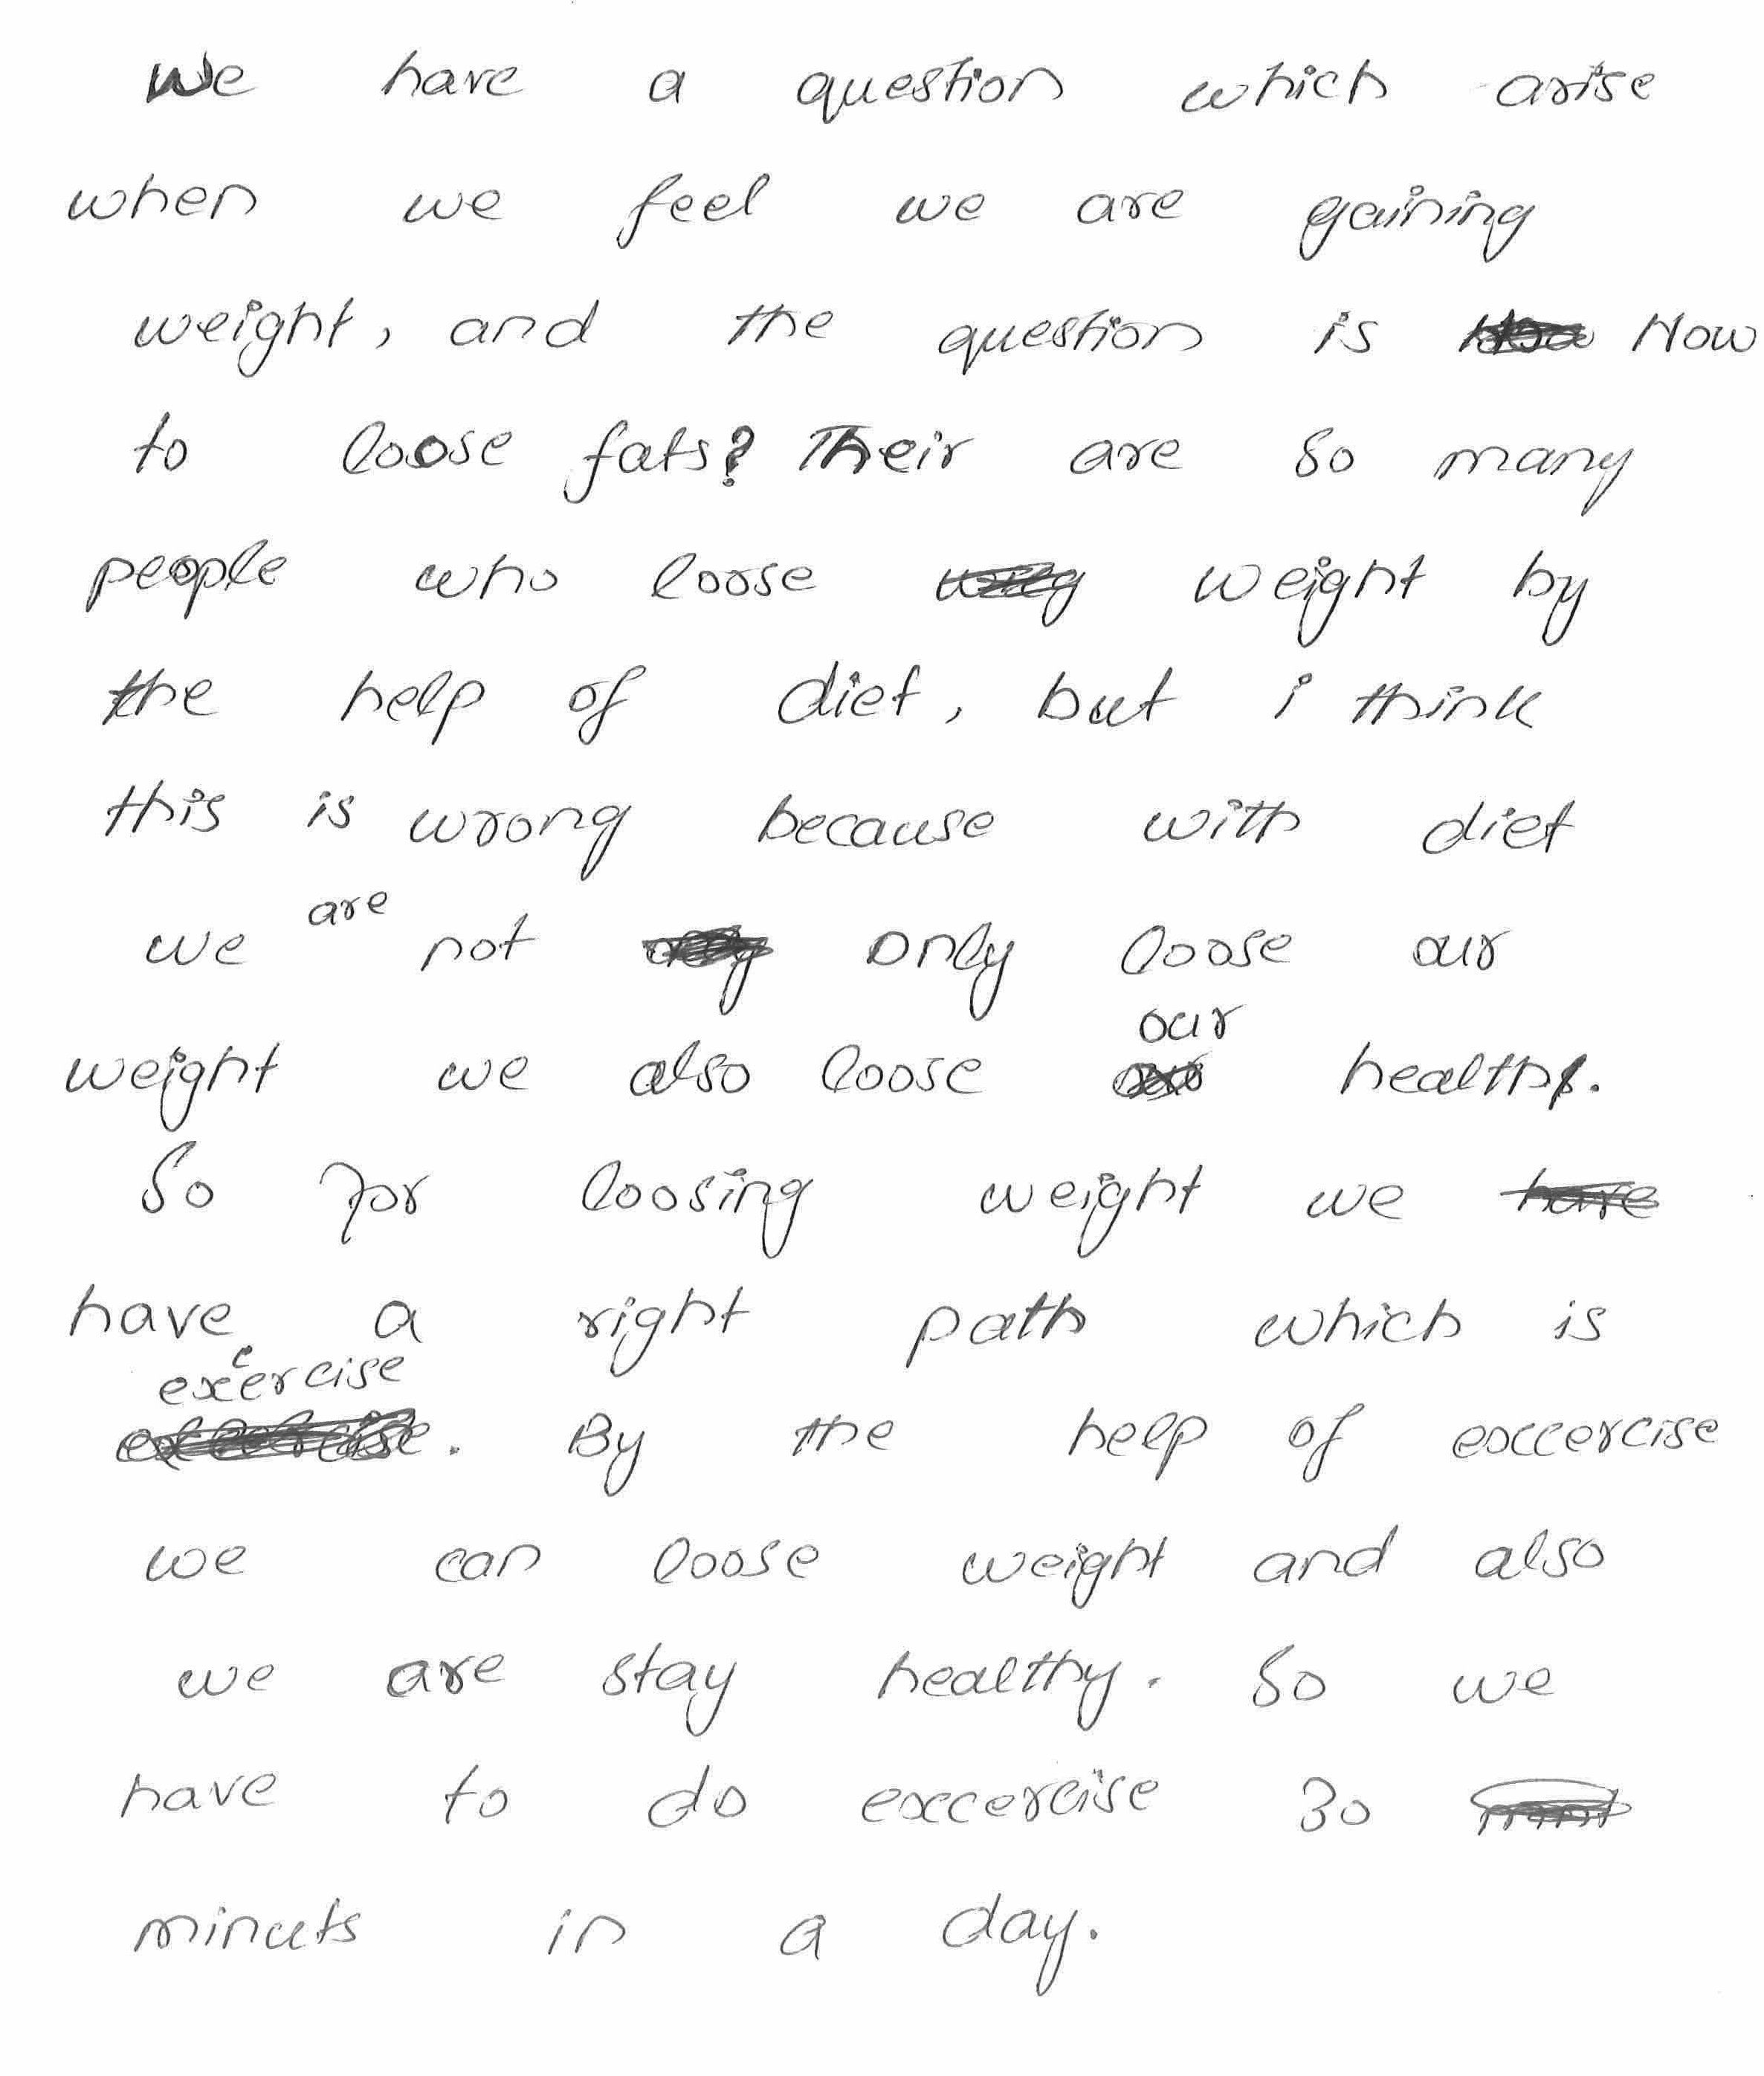 We have a question which arise
when we feel we are gaining
weight, and the question is How
to loose fats? Their are so many
people who loose weight by
the help of diet, but i think
this is wrong because with diet
we are not only loose our
weight we also loose our health.
So for loosing weight we
have a right path which is
excercise. By the help of excercise
we can loose weight and also
we are stay healthy. So we
have to do excercise 30
minuts in a day.